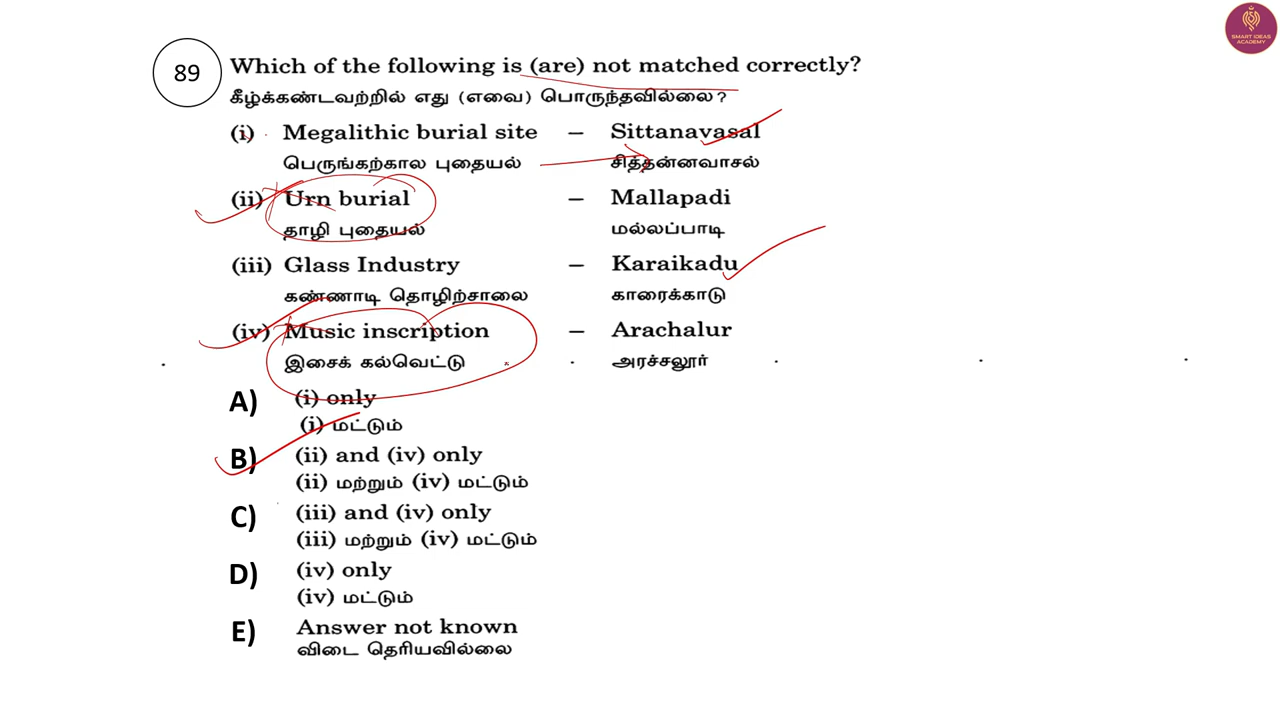 SMART IDEAS
ACADEMY
89
Which of the following is (are) not matched correctly?
கீழ்க்கண்டவற்றில் எது (எவை) பொருந்தவில்லை?
(i) Megalithic burial site – Sittanavasal
பெருங்கற்கால புதையல் சித்தன்னவாசல்
(ii) Urn burial – Mallapadi
தாழி புதையல் மல்லப்பாடி
(iii) Glass Industry – Karaikadu
கண்ணாடி தொழிற்சாலை காரைக்காடு
(iv) Music inscription – Arachalur
இசைக் கல்வெட்டு அரச்சலூர்
A) (i) only
(i) மட்டும்
B) (ii) and (iv) only
(ii) மற்றும் (iv) மட்டும்
C) (iii) and (iv) only
(iii) மற்றும் (iv) மட்டும்
D) (iv) only
(iv) மட்டும்
E) Answer not known
விடை தெரியவில்லை